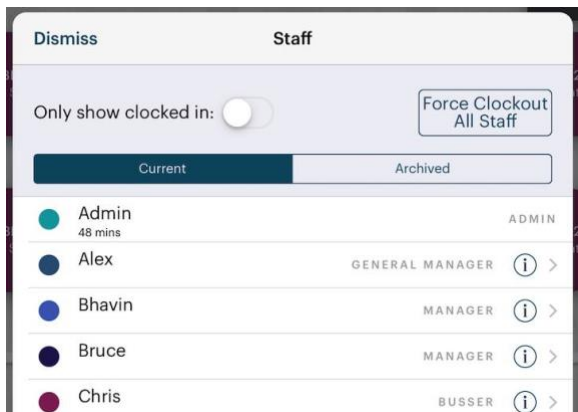 Dismiss
Staff
Only show clocked in:
Force Clockout
All Staff
Current
Archived
Admin
ADMIN
48 mins
Alex
GENERAL MANAGER
Bhavin
MANAGER
Bruce
MANAGER
Chris
BUSSER